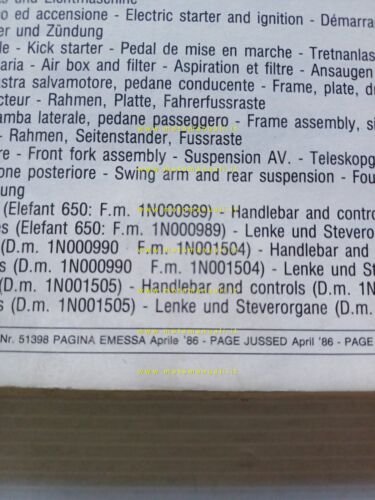 o ed accensione - Electric starter and ignition - Démarra
er und Zündung
le - Kick starter - Pedal de mise en marche - Tretnanlas
aria - Air box and filter - Aspiration et filtre - Ansaugen
stra salvamotore, pedane conducente - Frame, plate, dr
cteur - Rahmen, Platte, Fahrerfussraste
amba laterale, pedane passeggero - Frame assembly, si
- Rahmen, Seitenstander, Fussraste
re - Front fork assembly - Suspension AV. - Teleskopg
one posteriore - Swing arm and rear suspension - Fou
ung
(Elefant 650: F.m. 1N000989) - Handlebar and contro
es (Elefant 650: F.m. 1N000989) - Lenke und Stevero
(D.m. 1N000990 F.m. 1N001504) - Handlebar and
s (D.m. 1N000990 F.m. 1N001504) - Lenke und St
(D.m. 1N001505) - Handlebar and controls (D.m. 1N
s (D.m. 1N001505) - Lenke und Steverorgane (D.m.
Nr. 51398 PAGINA EMESSA Aprile '86 - PAGE JUSSED April '86 - PAGE